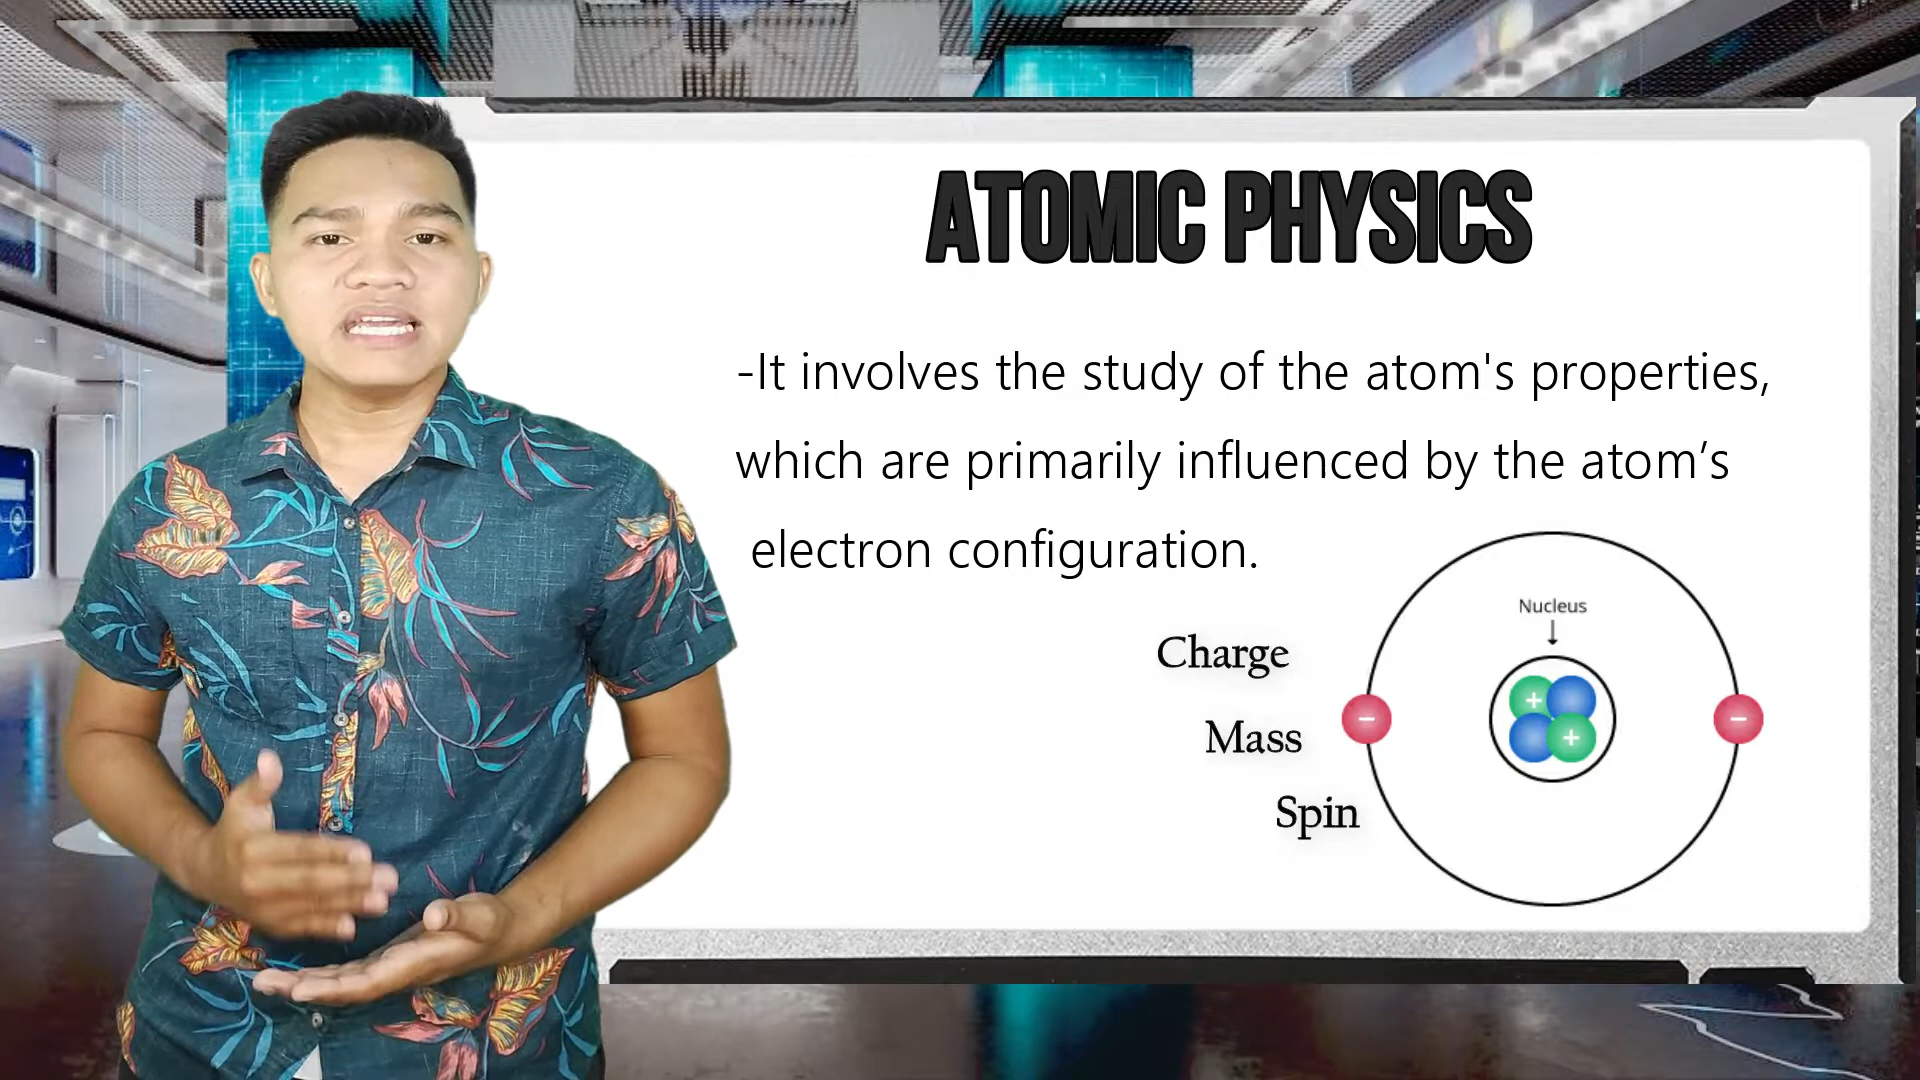 ATOMIC PHYSICS
-It involves the study of the atom's properties,
which are primarily influenced by the atom’s
electron configuration.
Nucleus
Charge
Mass
Spin
− + + −